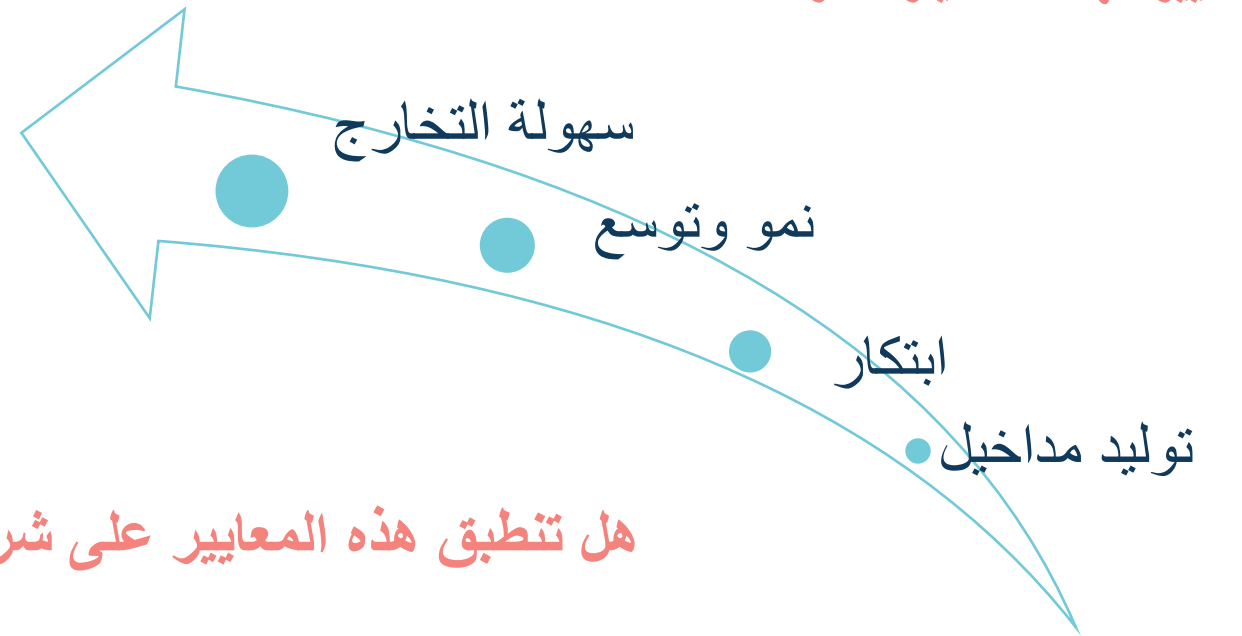 سهولة التخارج
نمو وتوسع
ابتكار
توليد مداخيل
هل تنطبق هذه المعايير على